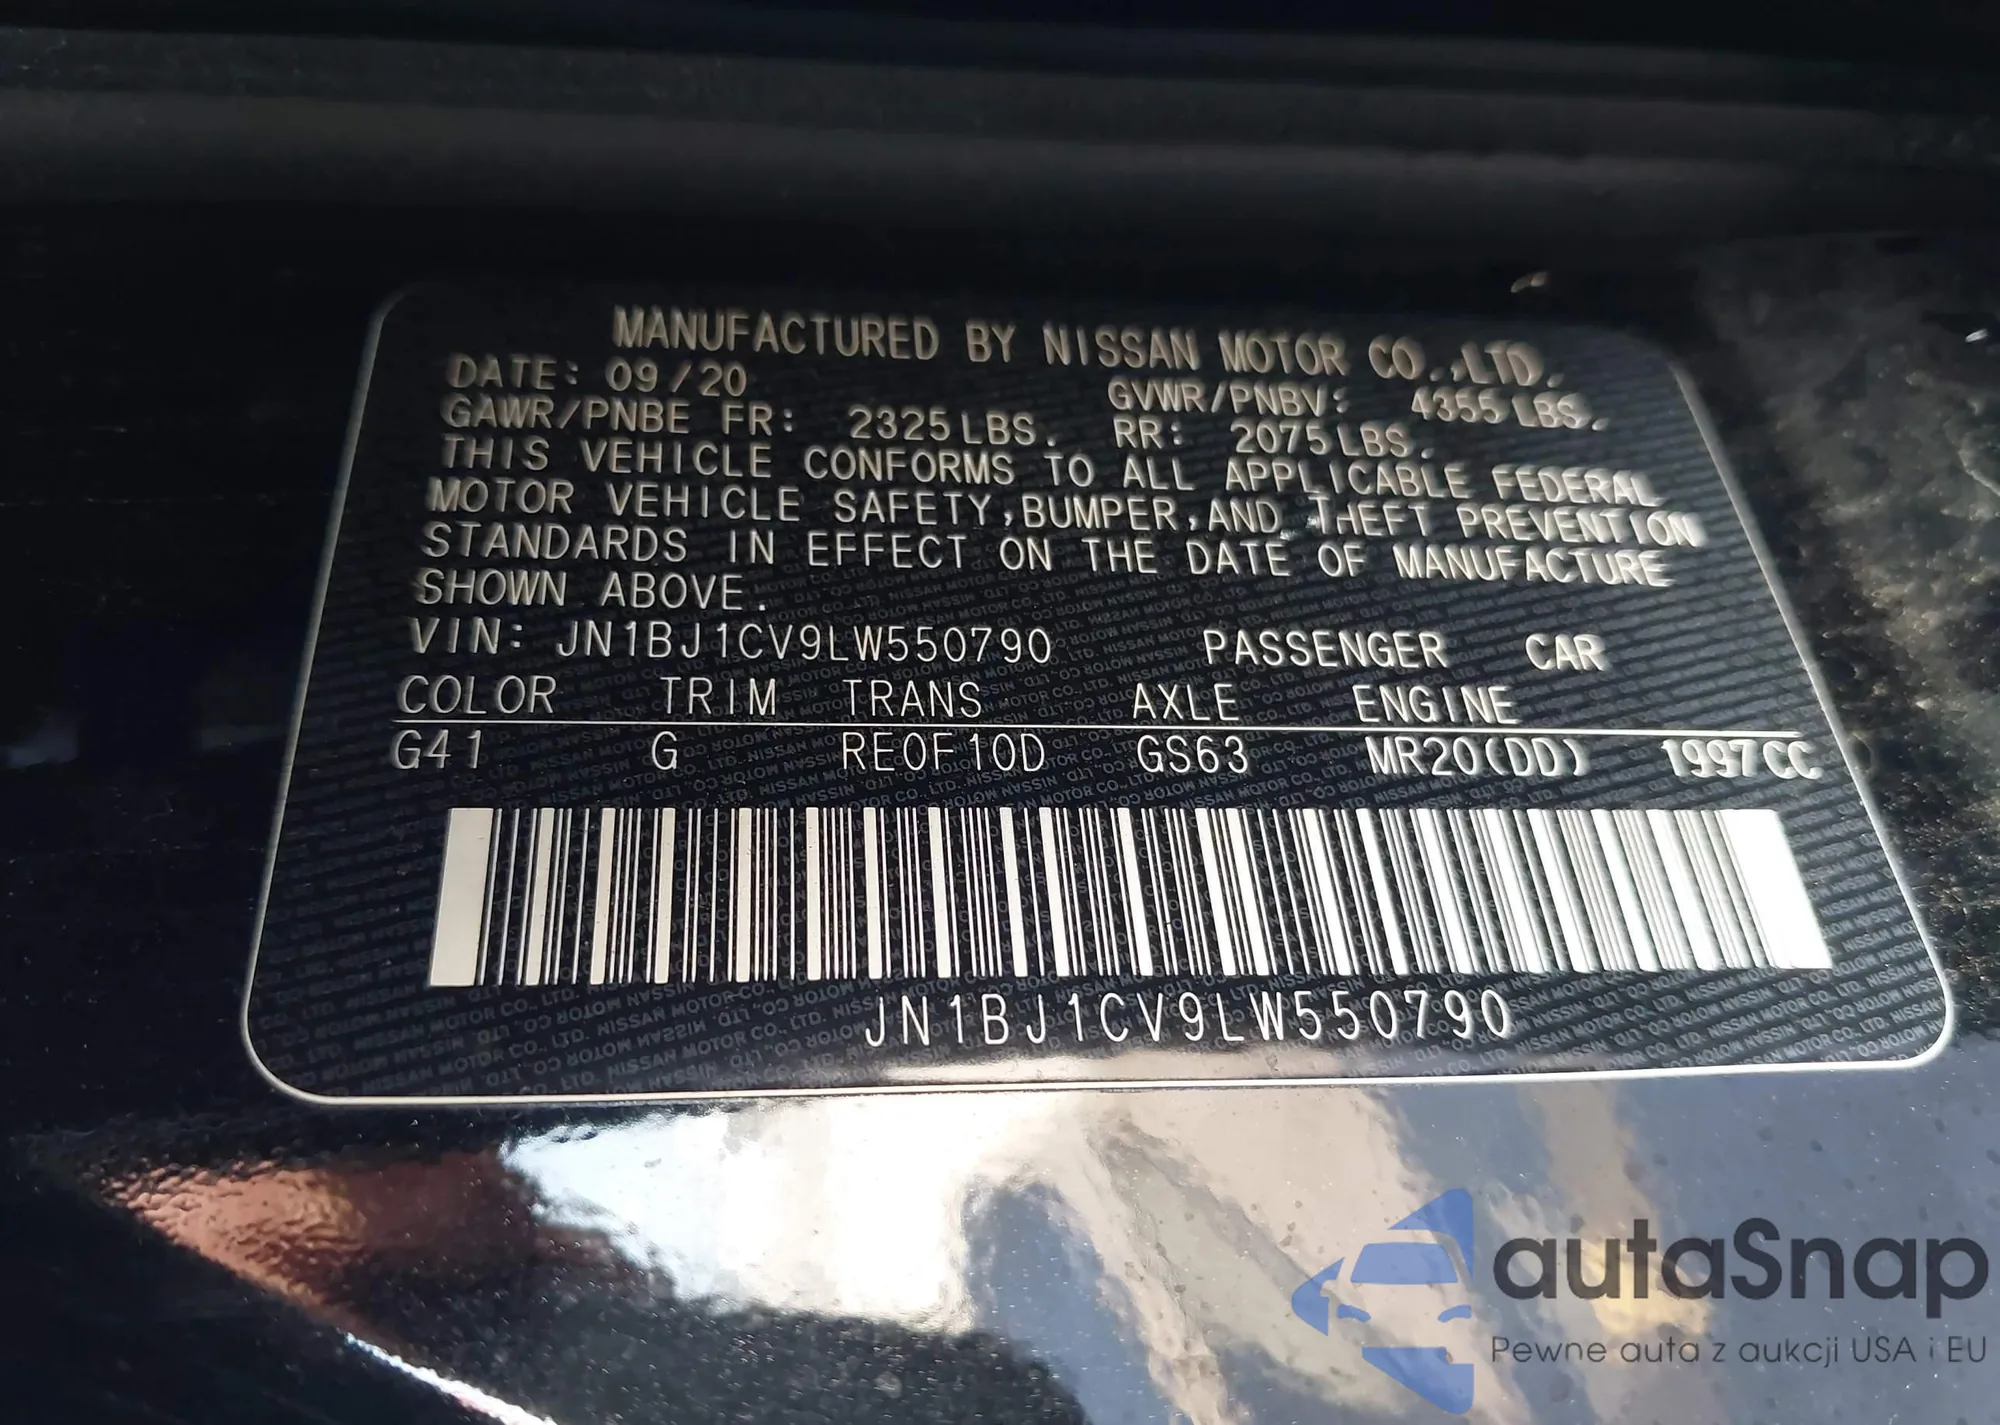 MANUFACTURED BY NISSAN MOTOR CO.,LTD.
DATE: 09/20 GVWR/PNBV: 4355 LBS.
GAWR/PNBE FR: 2325 LBS. RR: 2075 LBS.
THIS VEHICLE CONFORMS TO ALL APPLICABLE FEDERAL
MOTOR VEHICLE SAFETY,BUMPER,AND THEFT PREVENTION
STANDARDS IN EFFECT ON THE DATE OF MANUFACTURE
SHOWN ABOVE.
VIN: JN1BJ1CV9LW550790 PASSENGER CAR
COLOR TRIM TRANS AXLE ENGINE
G41 G RE0F10D GS63 MR20(DD) 1997CC
JN1BJ1CV9LW550790
autaSnap
Pewne auta z aukcji USA i EU